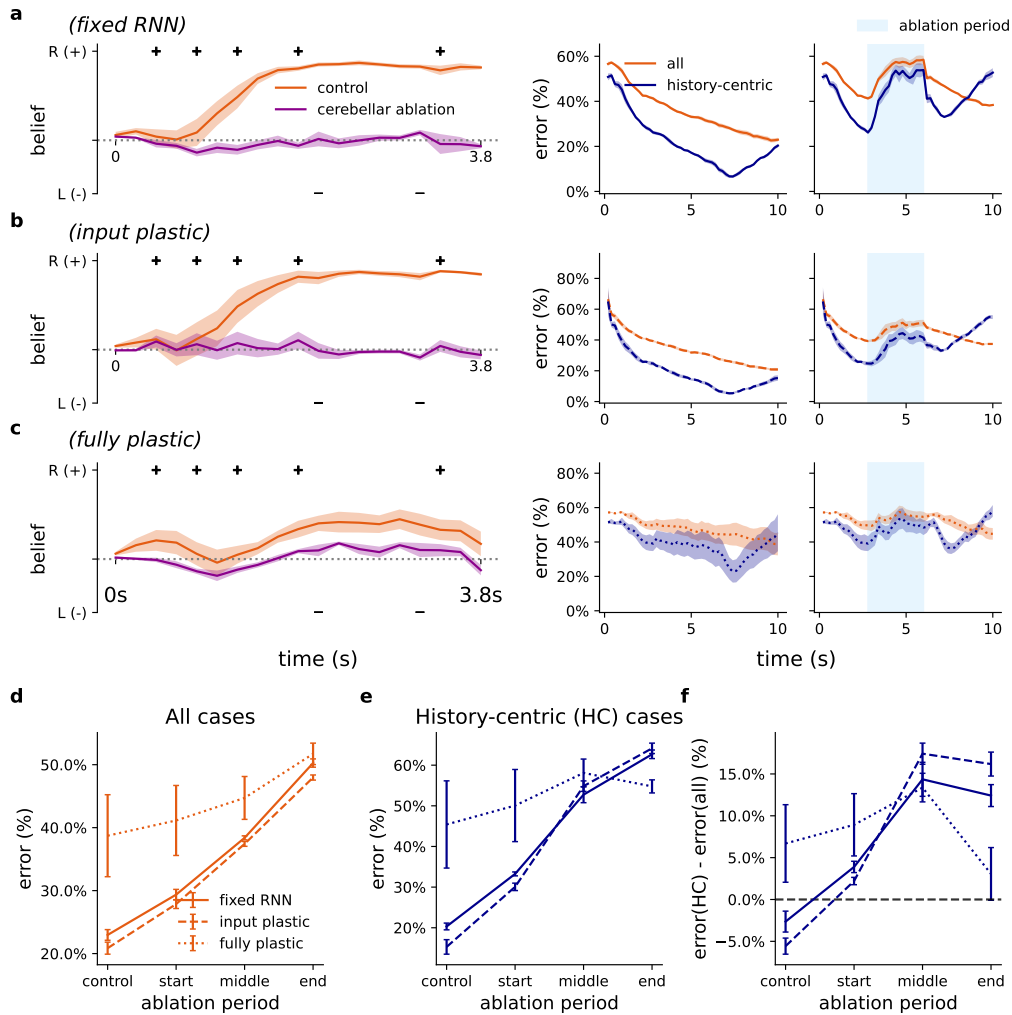 a
(fixed RNN)
R (+)
belief
L (-)
0
3.8
control
cerebellar ablation
+ + + + +
− −
error (%)
60%
40%
20%
0%
0 5 10
all
history-centric
ablation period
0 5 10
b
(input plastic)
R (+)
belief
L (-)
0
3.8
+ + + + +
− −
error (%)
80%
60%
40%
20%
0%
0 5 10
0 5 10
c
(fully plastic)
R (+)
belief
L (-)
0s
3.8s
+ + + + +
− −
time (s)
error (%)
80%
60%
40%
20%
0%
0 5 10
0 5 10
time (s)
d
All cases
error (%)
50.0%
40.0%
30.0%
20.0%
fixed RNN
input plastic
fully plastic
control start middle end
ablation period
e
History-centric (HC) cases
error (%)
60%
50%
40%
30%
20%
control start middle end
ablation period
f
error(HC) - error(all) (%)
15.0%
10.0%
5.0%
0.0%
−5.0%
control start middle end
ablation period